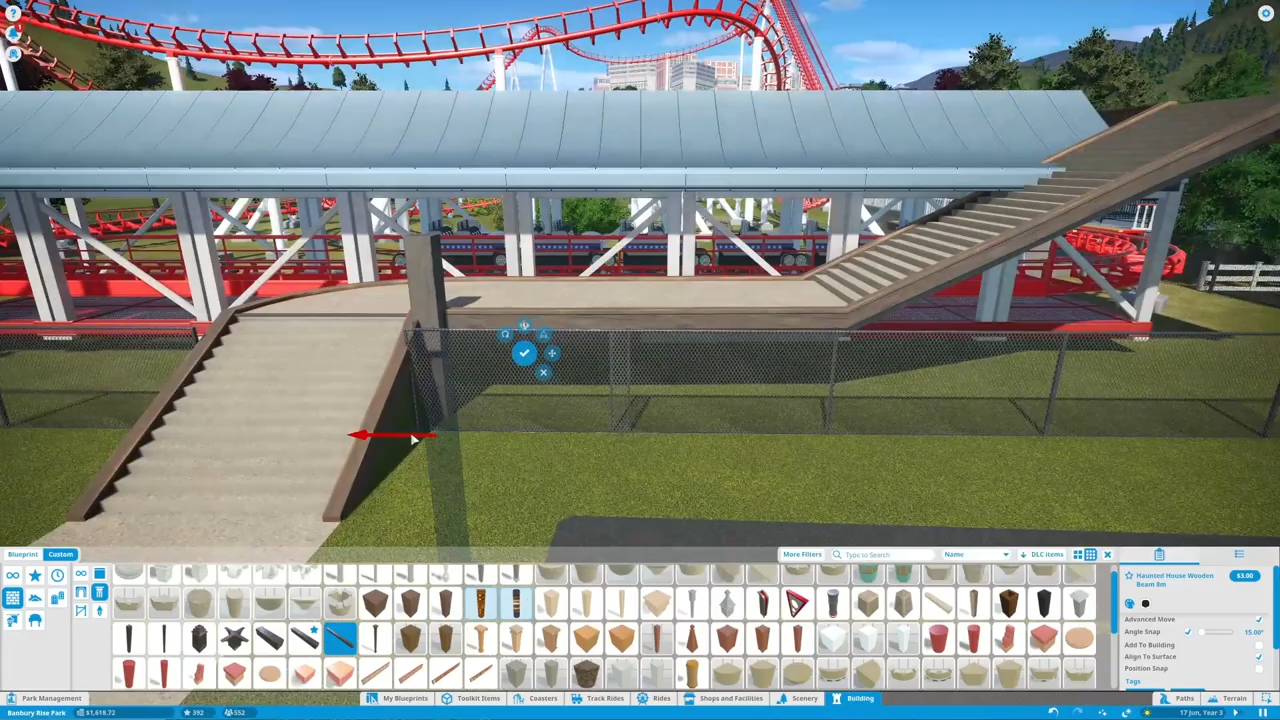 Blueprint Custom
More Filters Type to Search Name DLC items
Haunted House Wooden Beam 8m $3.00
Advanced Move
Angle Snap 15.00°
Add To Building
Align To Surface
Position Snap
Tags
Park Management My Blueprints Toolkit Items Coasters Track Rides Rides Shops and Facilities Scenery Building Paths Terrain
Banbury Rise Park $1,618.72 392 552 17 Jun, Year 3